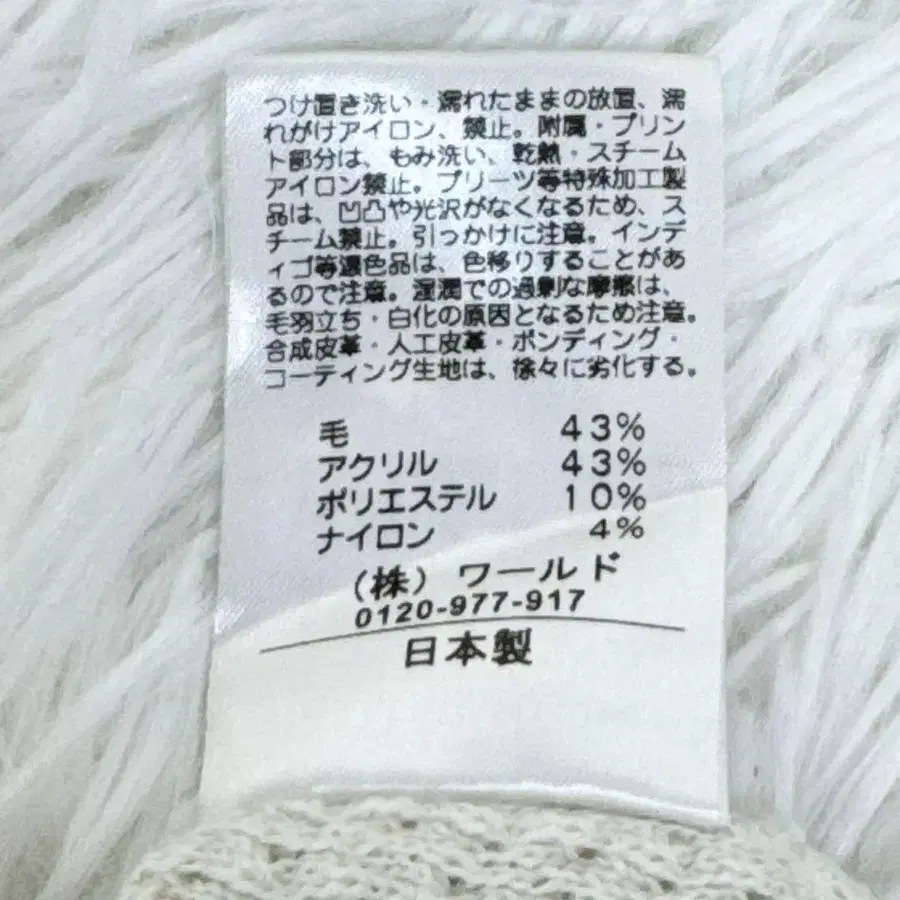 つけ置き洗い・濡れたままの放置、濡
れがけアイロン、禁止。附属・プリン
ト部分は、もみ洗い、乾熱・スチーム
アイロン禁止。プリーツ等特殊加工製
品は、凹凸や光沢がなくなるため、ス
チーム禁止。引っかけに注意。インデ
ィゴ等濃色品は、色移りすることがあ
るので注意。湿潤での過剰な摩擦は、
毛羽立ち・白化の原因となるため注意。
合成皮革・人工皮革・ボンディング・
コーティング生地は、徐々に劣化する。
毛 43%
アクリル 43%
ポリエステル 10%
ナイロン 4%
（株）ワールド
0120-977-917
日本製